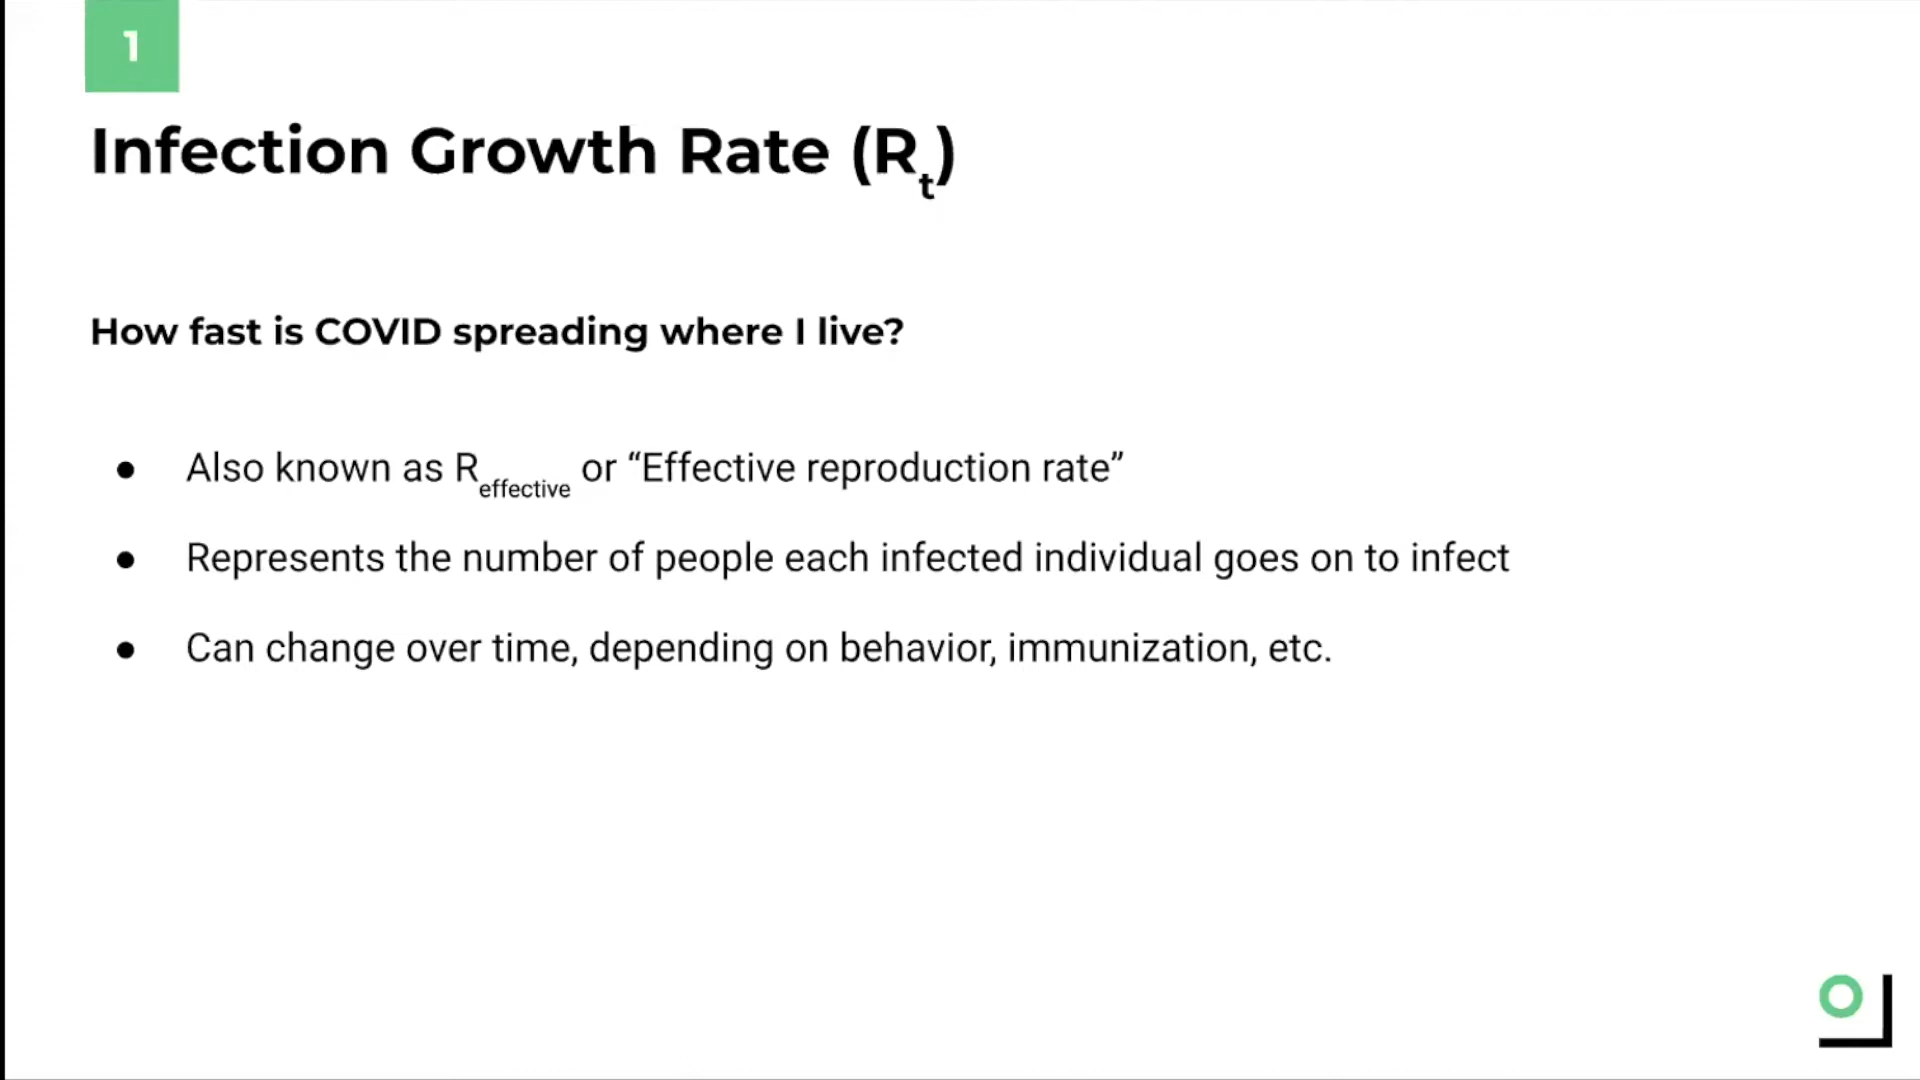 1
Infection Growth Rate (Rt)
How fast is COVID spreading where I live?
● Also known as Reffective or “Effective reproduction rate”
● Represents the number of people each infected individual goes on to infect
● Can change over time, depending on behavior, immunization, etc.